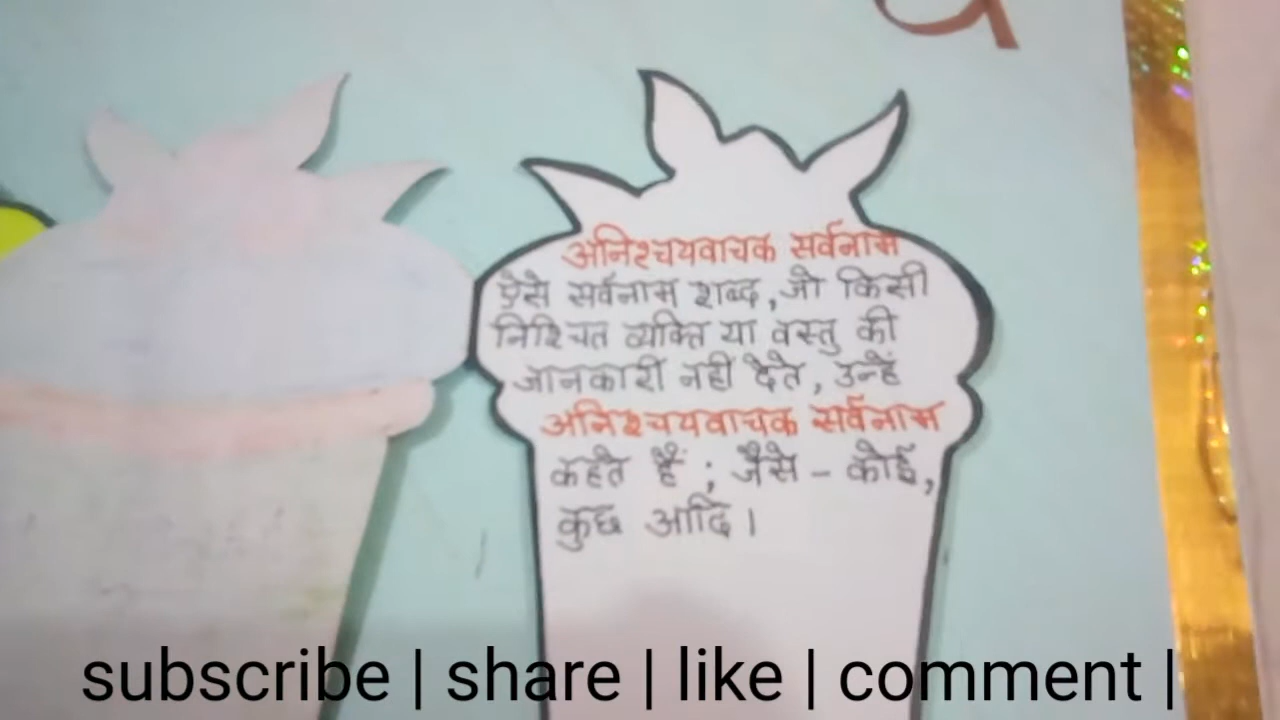 अनिश्चयवाचक सर्वनाम
ऐसे सर्वनाम शब्द, जो किसी
निश्चित व्यक्ति या वस्तु की
जानकारी नहीं देते, उन्हें
अनिश्चयवाचक सर्वनाम
कहते हैं ; जैसे - कोई,
कुछ आदि।
subscribe | share | like | comment |